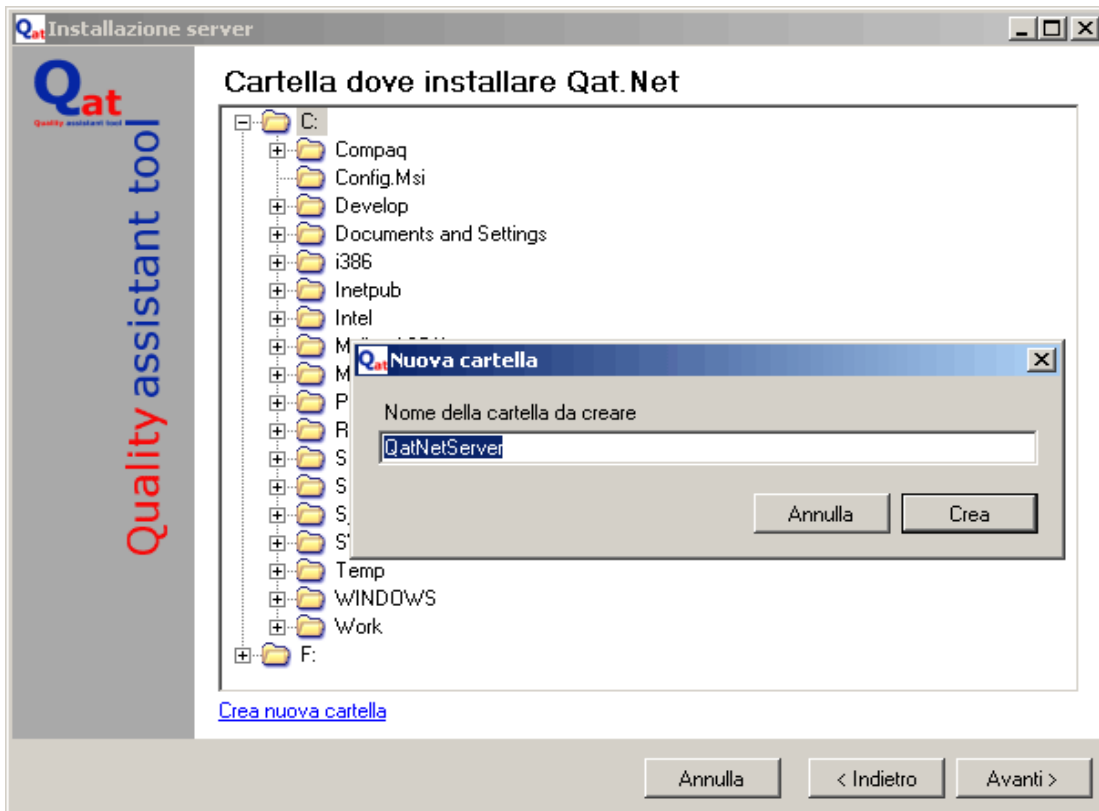 Qat Installazione server
Qat
Quality assistant tool
Quality assistant tool
Cartella dove installare Qat.Net
C:
Compaq
Config.Msi
Develop
Documents and Settings
i386
Inetpub
Intel
Qat Nuova cartella
Nome della cartella da creare
QatNetServer
Annulla
Crea
Temp
WINDOWS
Work
F:
Crea nuova cartella
Annulla
< Indietro
Avanti >